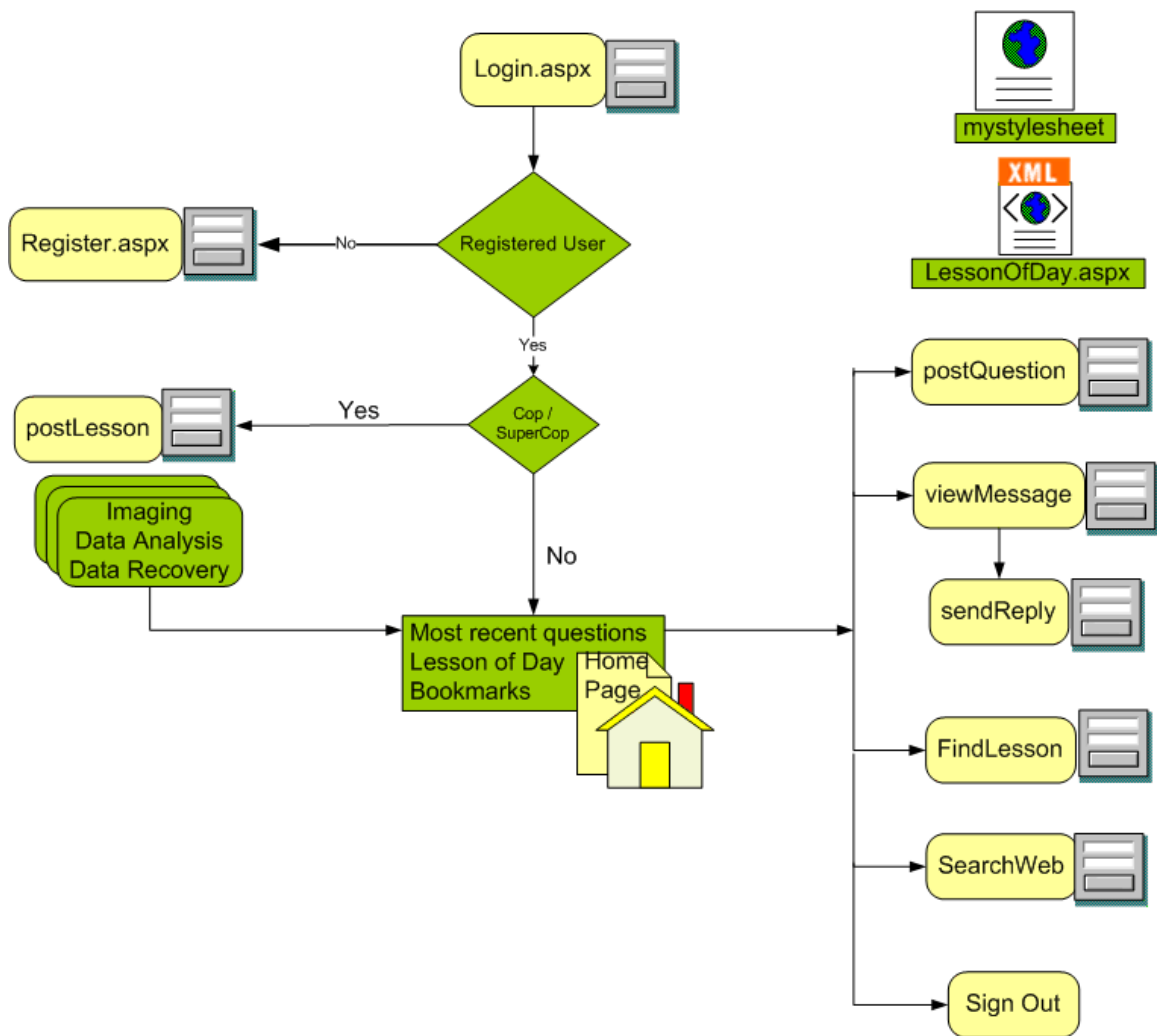 Login.aspx
mystylesheet
XML
LessonOfDay.aspx
Register.aspx
No
Registered User
Yes
postQuestion
postLesson
Yes
Cop /
SuperCop
viewMessage
Imaging
Data Analysis
Data Recovery
No
sendReply
Most recent questions
Lesson of Day
Bookmarks
Home
Page
FindLesson
SearchWeb
Sign Out